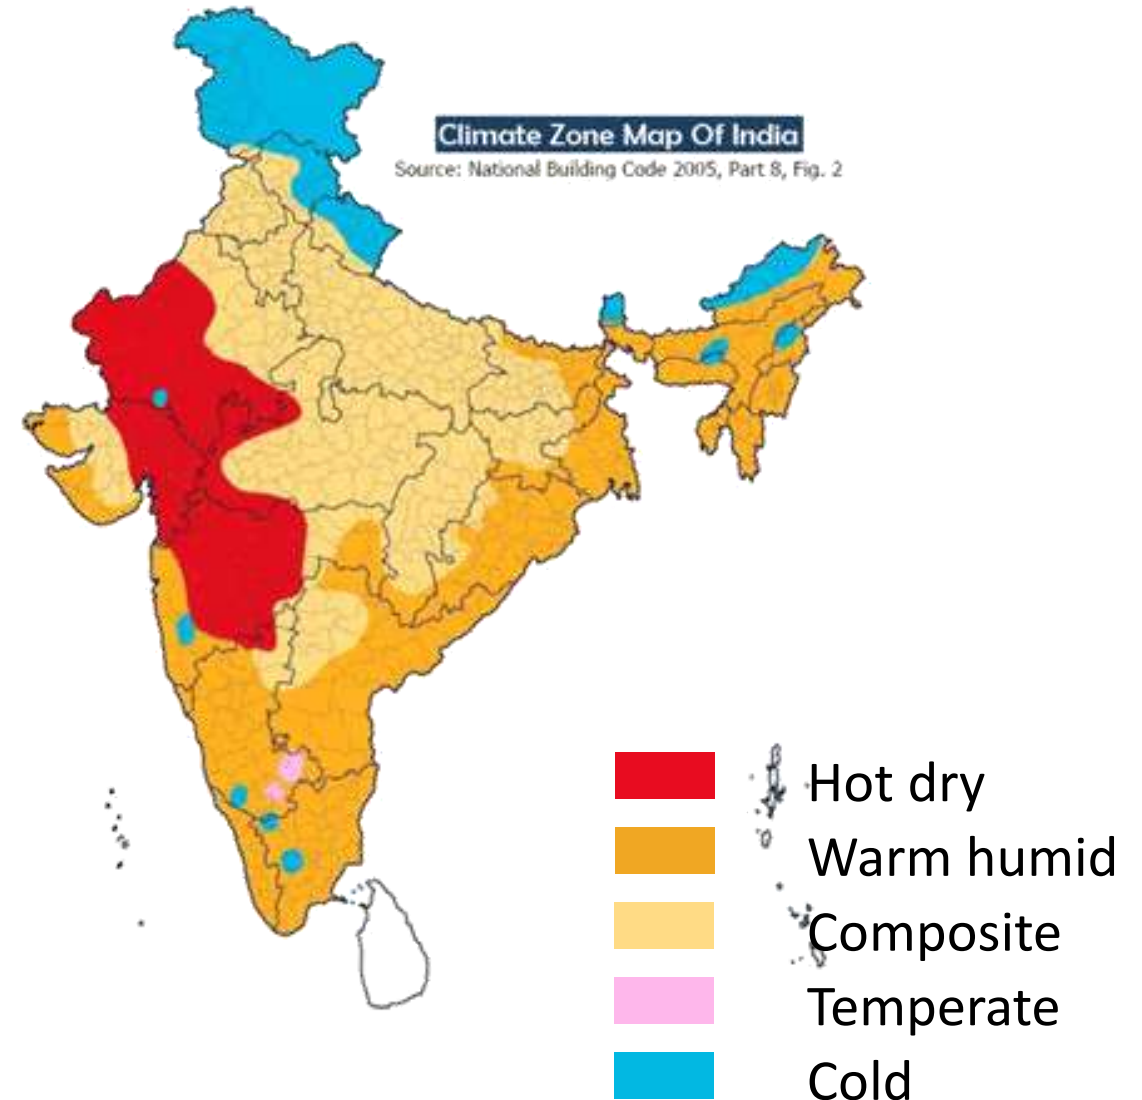 Climate Zone Map Of India
Source: National Building Code 2005, Part 8, Fig. 2
Hot dry
Warm humid
Composite
Temperate
Cold